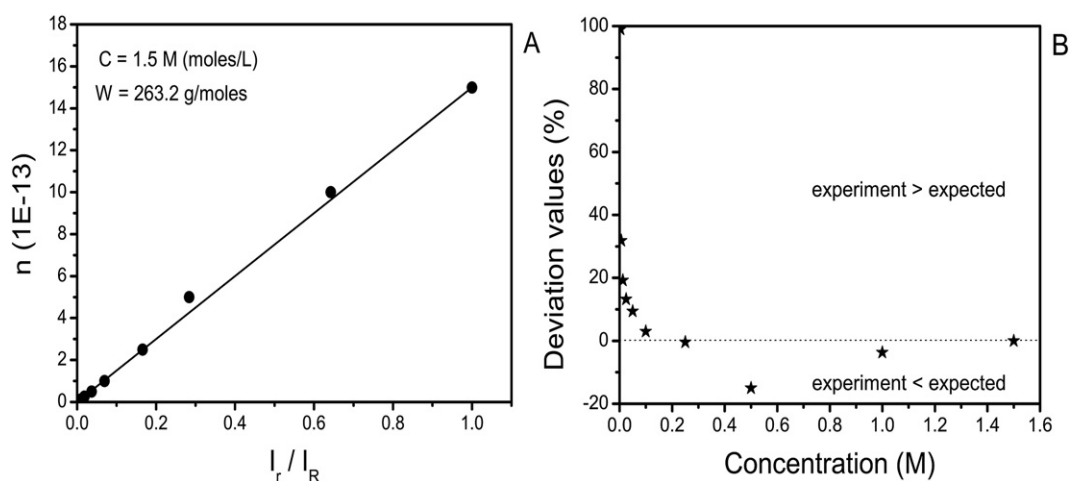 A
C = 1.5 M (moles/L)
W = 263.2 g/moles
n (1E-13)
18
16
14
12
10
8
6
4
2
0
0.0 0.2 0.4 0.6 0.8 1.0
I_r / I_R
B
Deviation values (%)
100
80
60
40
20
0
-20
experiment > expected
experiment < expected
0.0 0.2 0.4 0.6 0.8 1.0 1.2 1.4 1.6
Concentration (M)